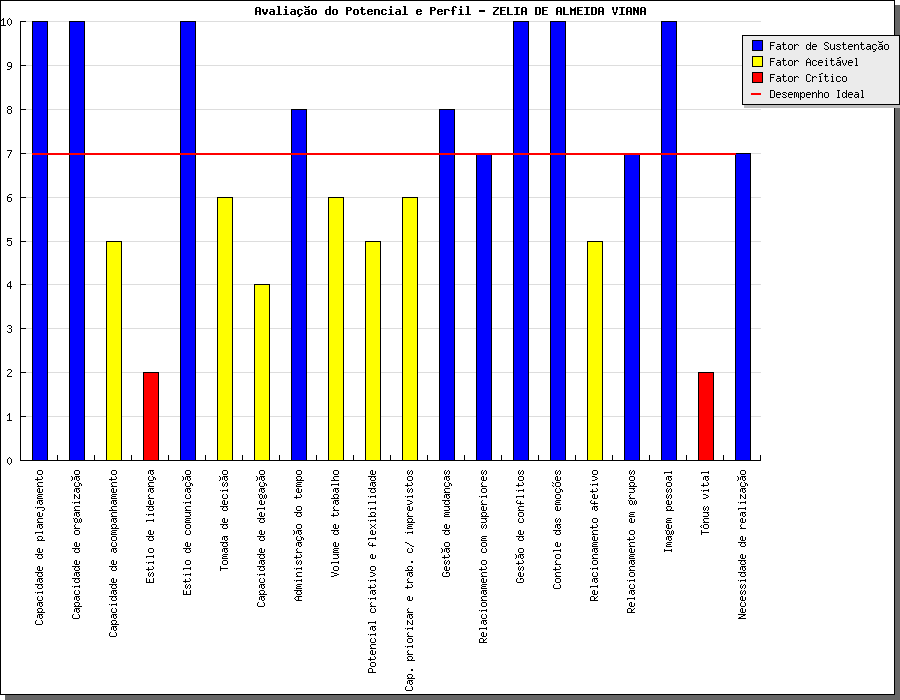 Avaliação do Potencial e Perfil - ZELIA DE ALMEIDA VIANA
Fator de Sustentação
Fator Aceitável
Fator Crítico
Desempenho Ideal
10
9
8
7
6
5
4
3
2
1
0
Capacidade de planejamento
Capacidade de organização
Capacidade de acompanhamento
Estilo de liderança
Estilo de comunicação
Tomada de decisão
Capacidade de delegação
Administração do tempo
Volume de trabalho
Potencial criativo e flexibilidade
Cap. priorizar e trab. c/ imprevistos
Gestão de mudanças
Relacionamento com superiores
Gestão de conflitos
Controle das emoções
Relacionamento afetivo
Relacionamento em grupos
Imagem pessoal
Tônus vital
Necessidade de realização